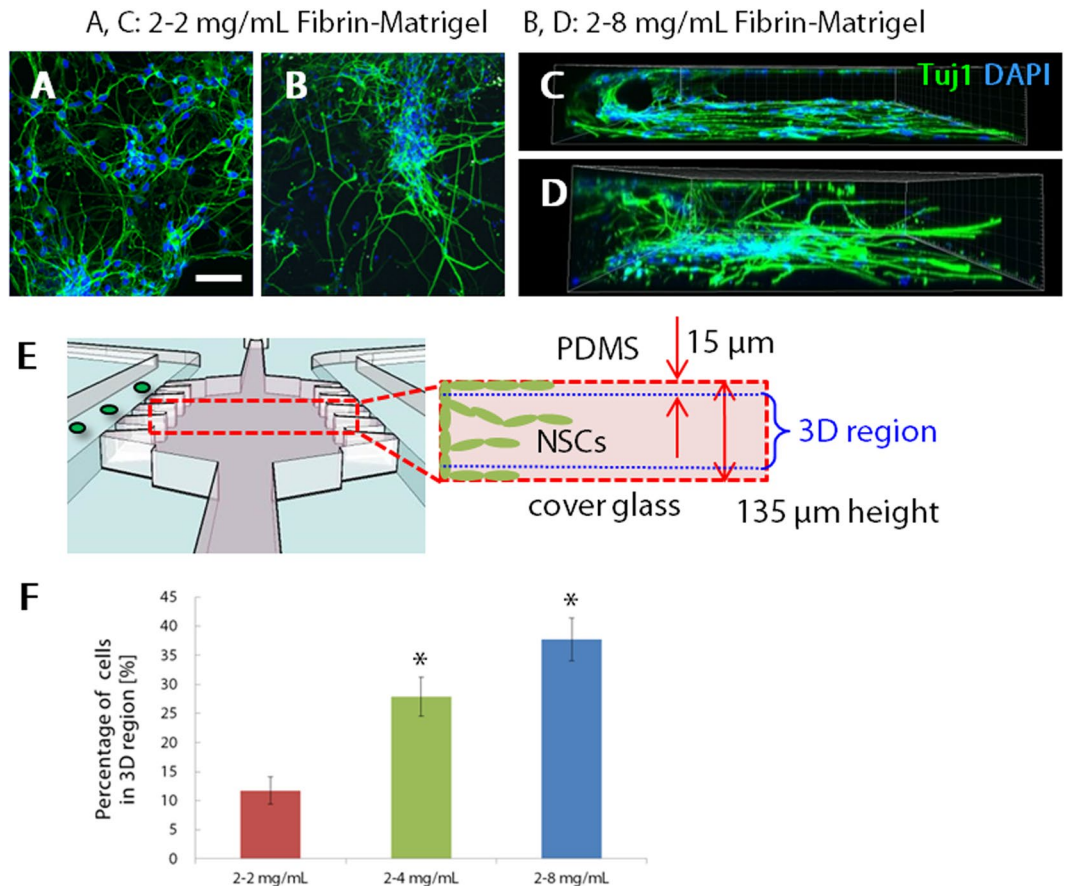 A, C: 2-2 mg/mL Fibrin-Matrigel B, D: 2-8 mg/mL Fibrin-Matrigel
A
B
C
Tuj1 DAPI
D
E
PDMS
15 μm
NSCs
3D region
cover glass
135 μm height
F
Percentage of cells
in 3D region [%]
45
40
35
30
25
20
15
10
5
0
*
*
2-2 mg/mL
2-4 mg/mL
2-8 mg/mL